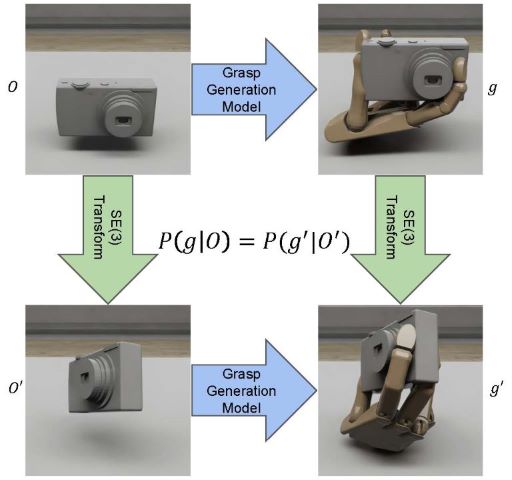 O
Grasp
Generation
Model
g
SE(3)
Transform
P(g|O) = P(g′|O′)
SE(3)
Transform
O′
Grasp
Generation
Model
g′